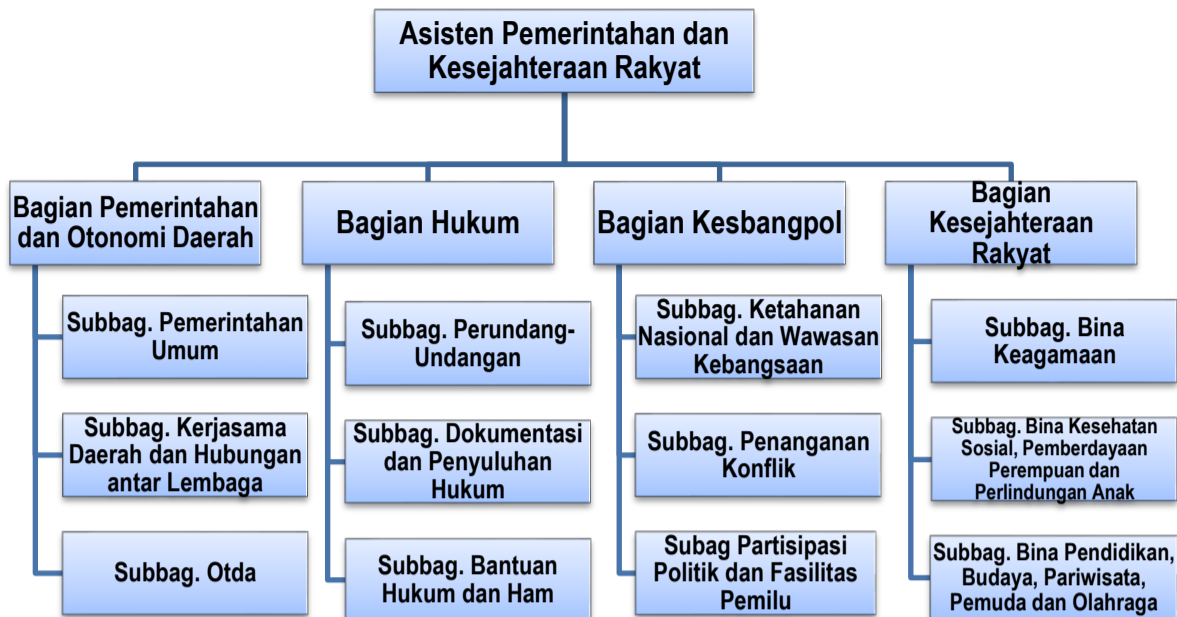 Asisten Pemerintahan dan
Kesejahteraan Rakyat
Bagian Pemerintahan
dan Otonomi Daerah
Subbag. Pemerintahan
Umum
Subbag. Kerjasama
Daerah dan Hubungan
antar Lembaga
Subbag. Otda
Bagian Hukum
Subbag. Perundang-
Undangan
Subbag. Dokumentasi
dan Penyuluhan
Hukum
Subbag. Bantuan
Hukum dan Ham
Bagian Kesbangpol
Subbag. Ketahanan
Nasional dan Wawasan
Kebangsaan
Subbag. Penanganan
Konflik
Subag Partisipasi
Politik dan Fasilitas
Pemilu
Bagian
Kesejahteraan
Rakyat
Subbag. Bina
Keagamaan
Subbag. Bina Kesehatan
Sosial, Pemberdayaan
Perempuan dan
Perlindungan Anak
Subbag. Bina Pendidikan,
Budaya, Pariwisata,
Pemuda dan Olahraga